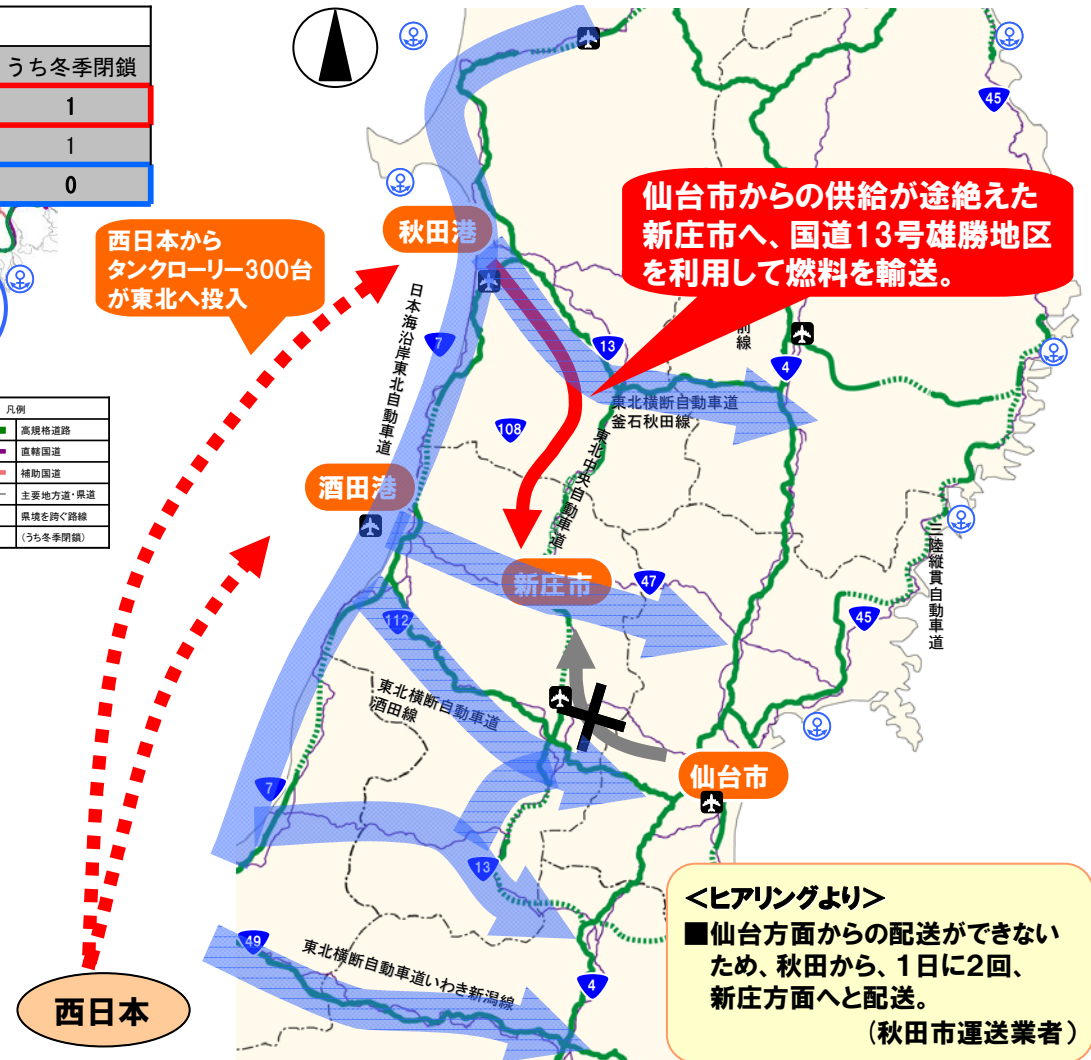 うち冬季閉鎖
1
1
0
45
仙台市からの供給が途絶えた
新庄市へ、国道13号雄勝地区
を利用して燃料を輸送。
西日本から
タンクローリー300台
が東北へ投入
秋田港
日本海沿岸東北自動車道
7
13
前線
4
東北横断自動車道
釜石秋田線
108
東北中央自動車道
凡例
高規格道路
直轄国道
補助国道
主要地方道・県道
県境を跨ぐ路線
(うち冬季閉鎖)
酒田港
新庄市
47
三陸縦貫自動車道
45
112
東北横断自動車道
酒田線
仙台市
7
13
49
東北横断自動車道いわき新潟線
4
西日本
<ヒアリングより>
■仙台方面からの配送ができない
ため、秋田から、1日に2回、
新庄方面へと配送。
(秋田市運送業者)